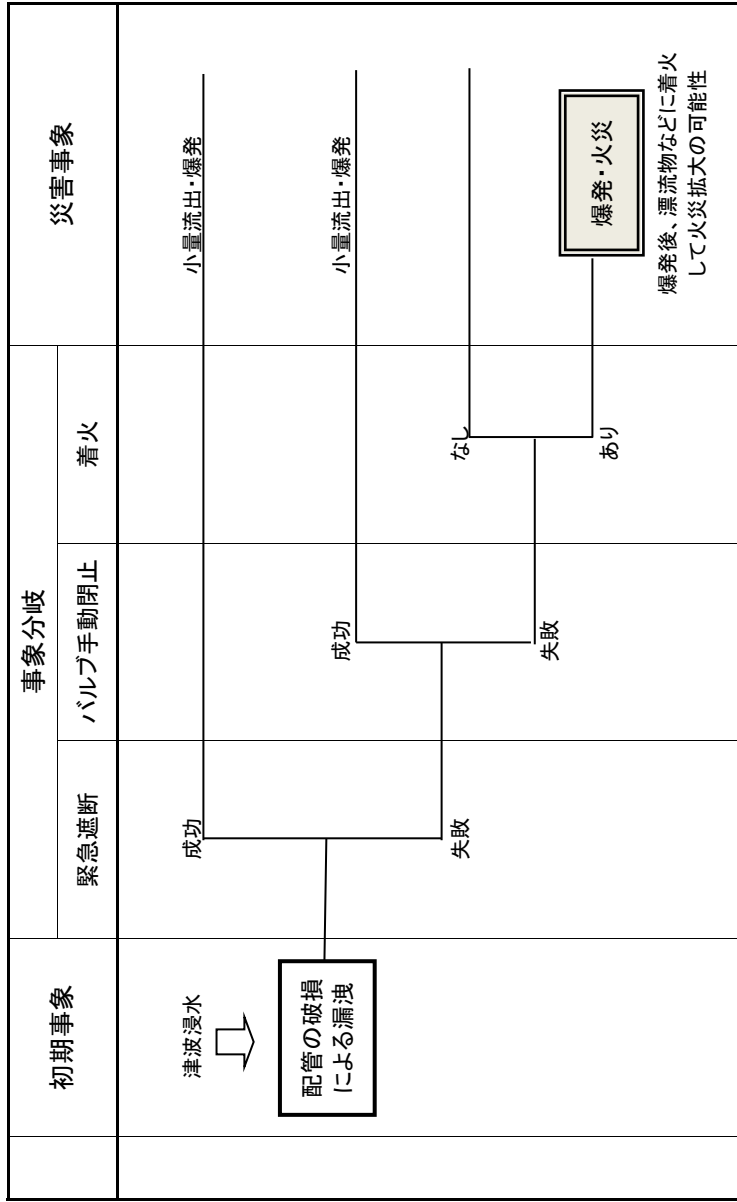 初期事象
事象分岐
災害事象
緊急遮断
バルブ手動閉止
着火
津波浸水
配管の破損
による漏洩
成功
失敗
成功
失敗
なし
あり
小量流出・爆発
小量流出・爆発
爆発・火災
爆発後、漂流物などに着火
して火災拡大の可能性